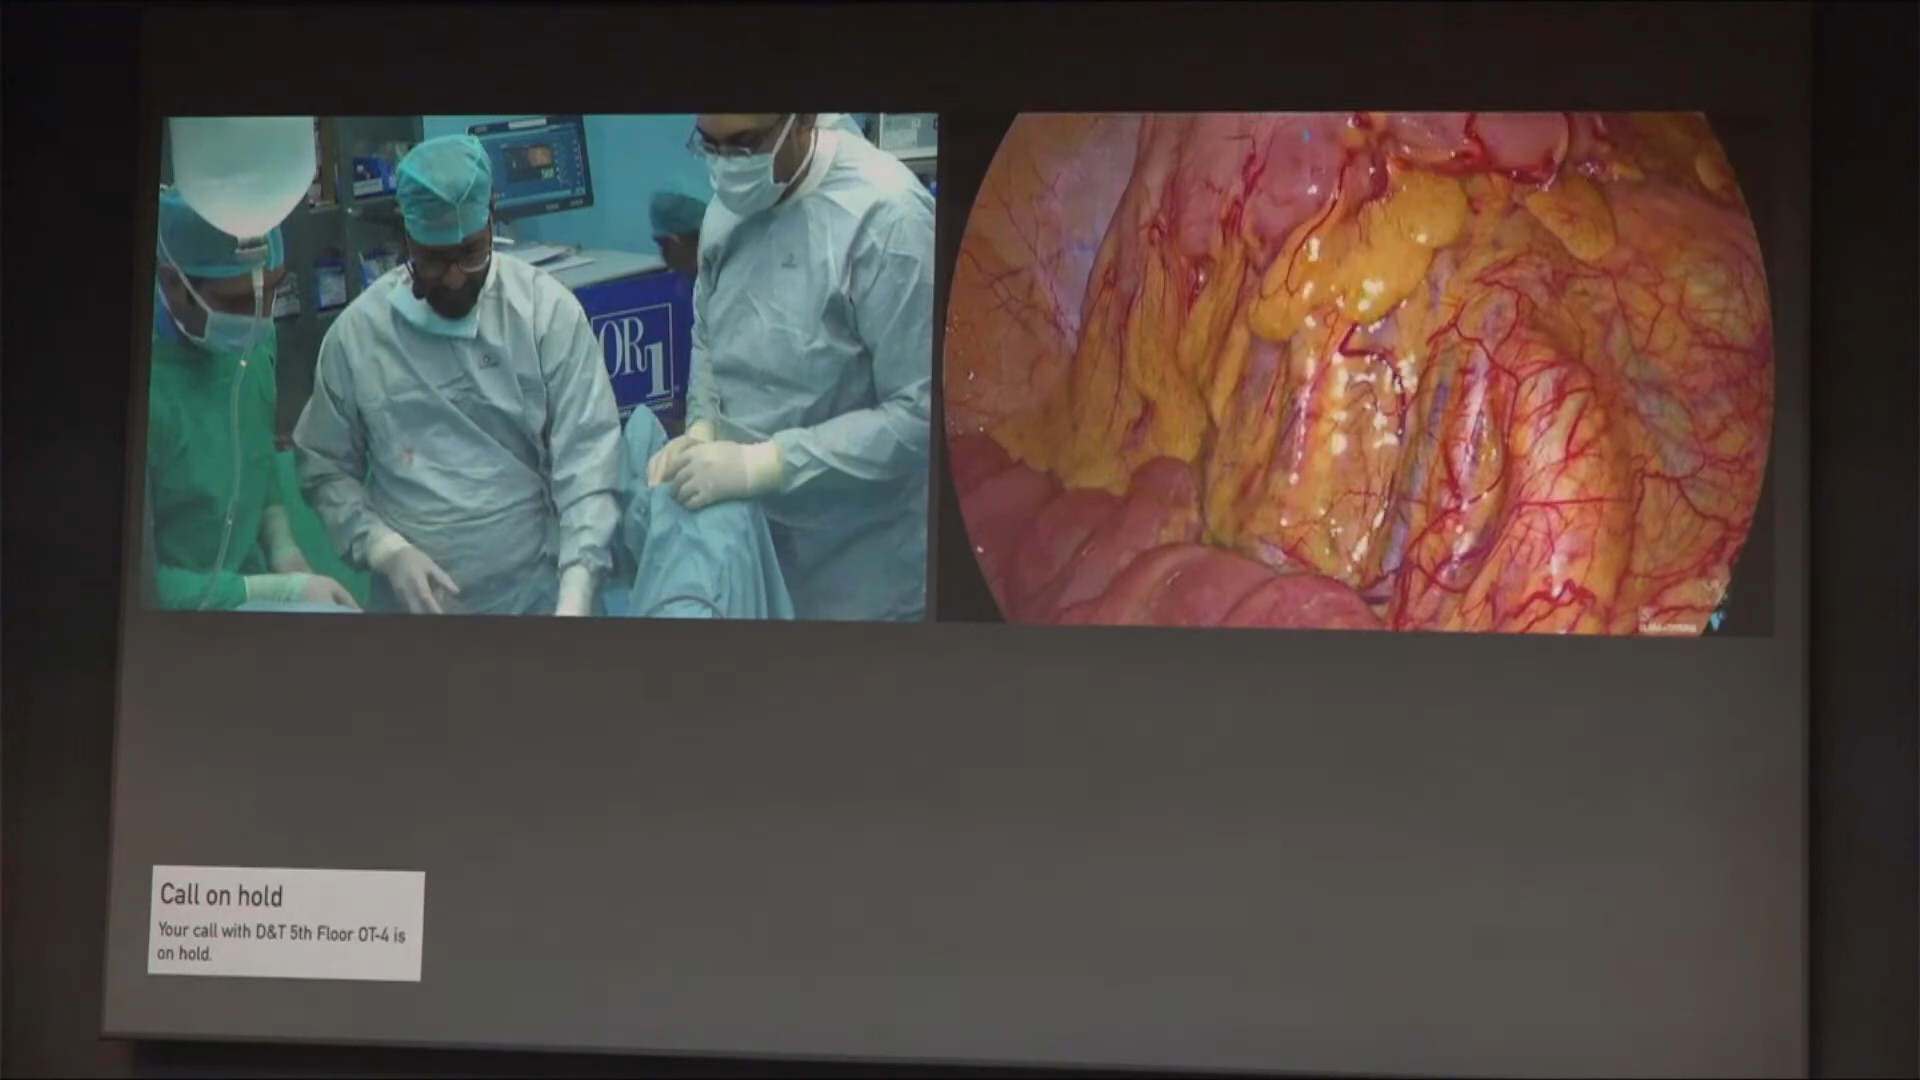 OR1
Call on hold
Your call with D&T 5th Floor OT-4 is
on hold.